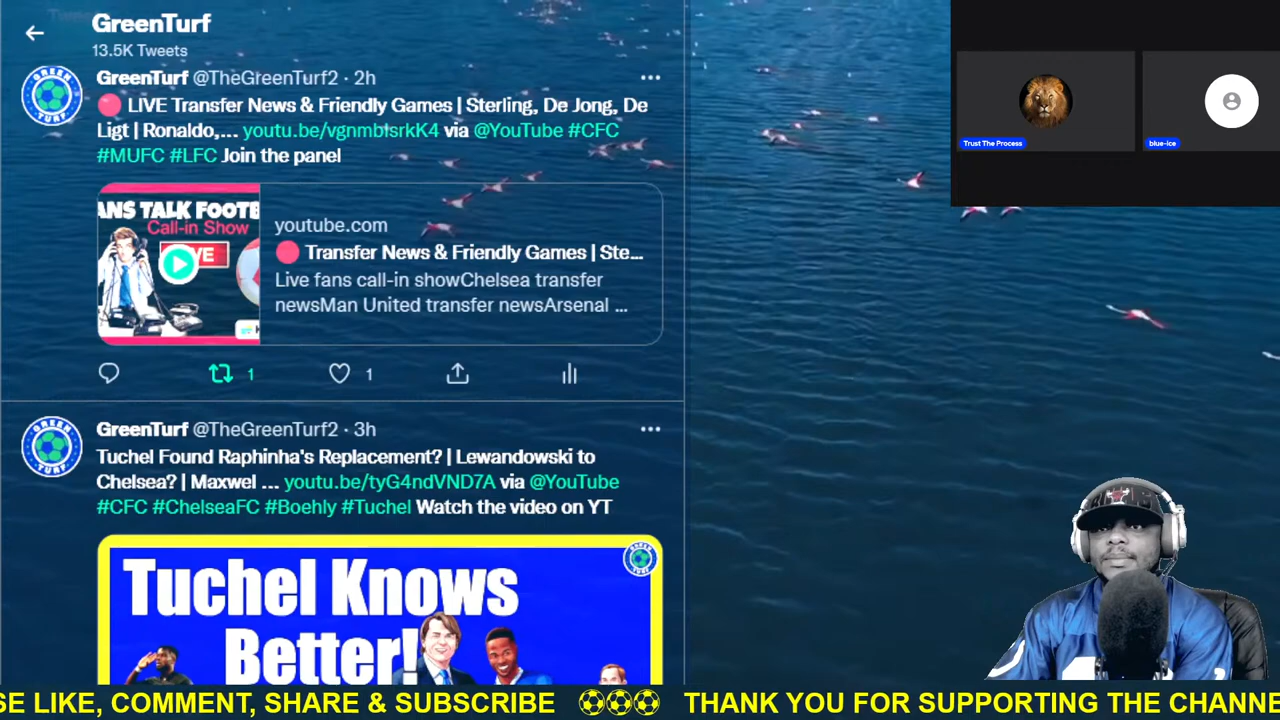 GreenTurf
13.5K Tweets
GreenTurf @TheGreenTurf2 · 2h
LIVE Transfer News & Friendly Games | Sterling, De Jong, De
Ligt | Ronaldo,... youtu.be/vgnmbtsrkK4 via @YouTube #CFC
#MUFC #LFC Join the panel
ANS TALK FOOTB
Call-in Show
youtube.com
Transfer News & Friendly Games | Ste...
Live fans call-in showChelsea transfer
newsMan United transfer newsArsenal ...
1 1
GreenTurf @TheGreenTurf2 · 3h
Tuchel Found Raphinha's Replacement? | Lewandowski to
Chelsea? | Maxwel ... youtu.be/tyG4ndVND7A via @YouTube
#CFC #ChelseaFC #Boehly #Tuchel Watch the video on YT
GREEN TURF
Tuchel Knows
Better!
Trust The Process
blue-ice
SE LIKE, COMMENT, SHARE & SUBSCRIBE ⚽⚽⚽ THANK YOU FOR SUPPORTING THE CHANNE